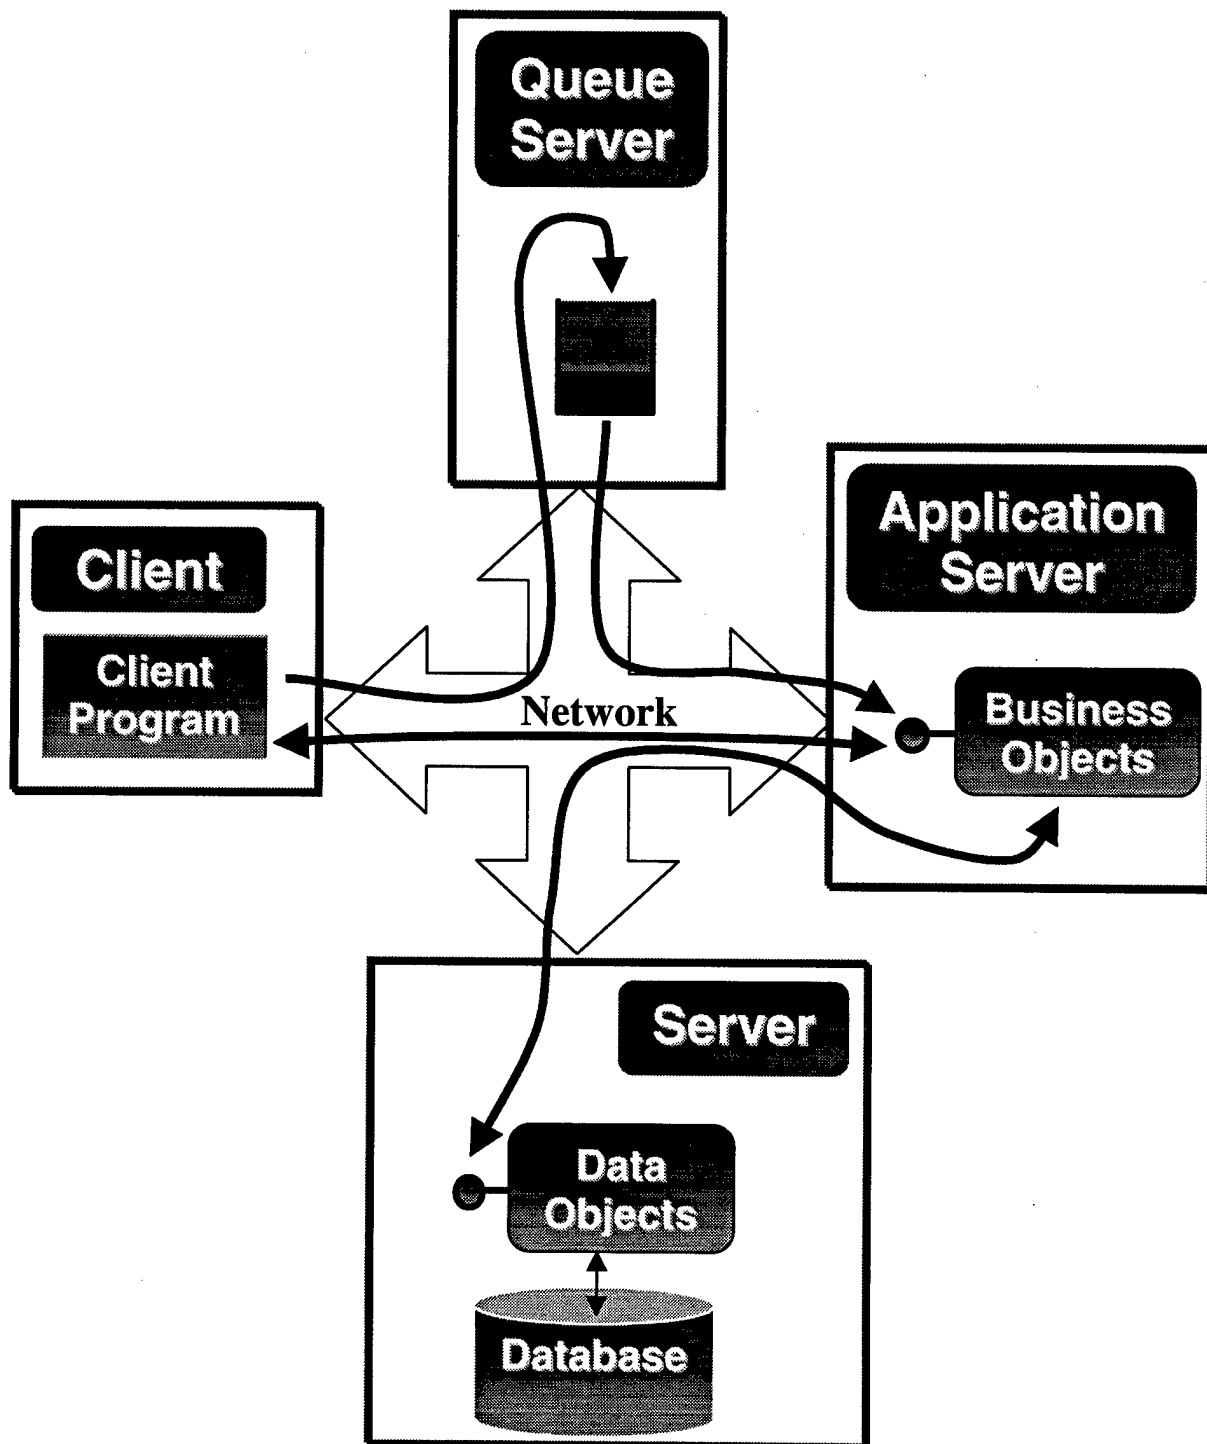 Queue
Server
Application
Server
Client
Client
Program
Network
Business
Objects
Server
Data
Objects
Database